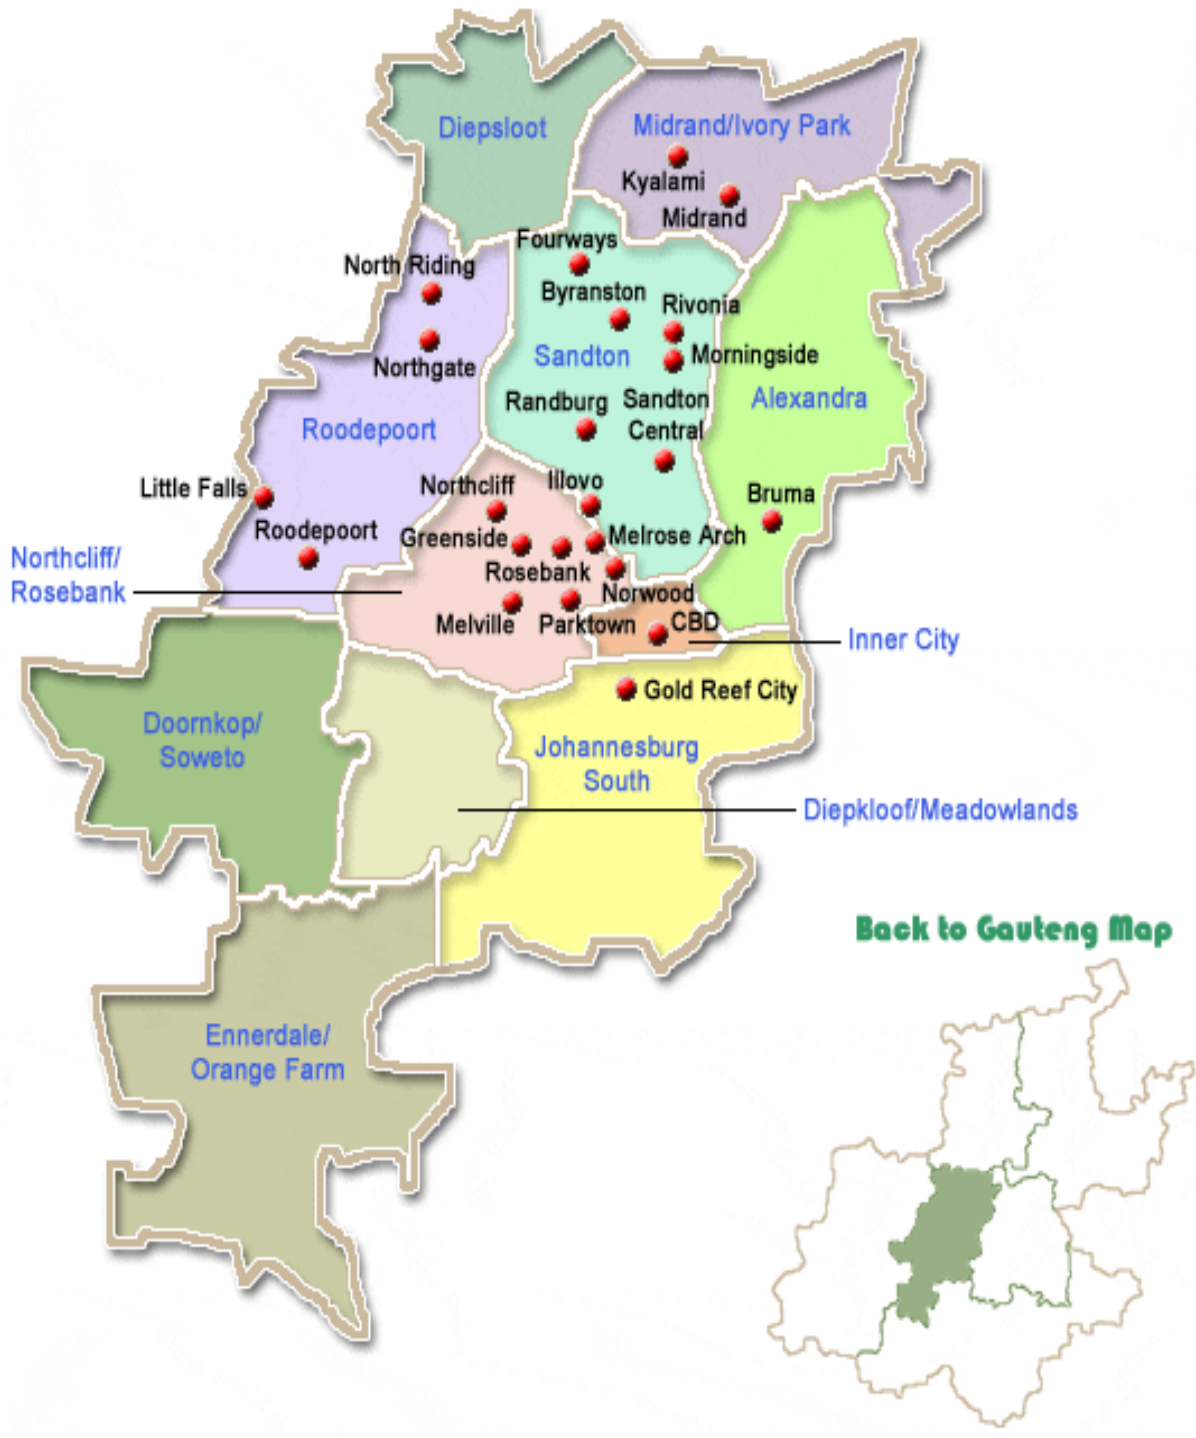 Diepsloot
Midrand/Ivory Park
Kyalami
Midrand
Fourways
North Riding
Byranston
Rivonia
Northgate
Sandton
Morningside
Randburg
Sandton
Central
Alexandra
Roodepoort
Little Falls
Northcliff
Illovo
Bruma
Roodepoort
Greenside
Melrose Arch
Northcliff/
Rosebank
Rosebank
Norwood
Melville
Parktown
CBD
Inner City
Gold Reef City
Doornkop/
Soweto
Johannesburg
South
Diepkloof/Meadowlands
Back to Gauteng Map
Ennerdale/
Orange Farm